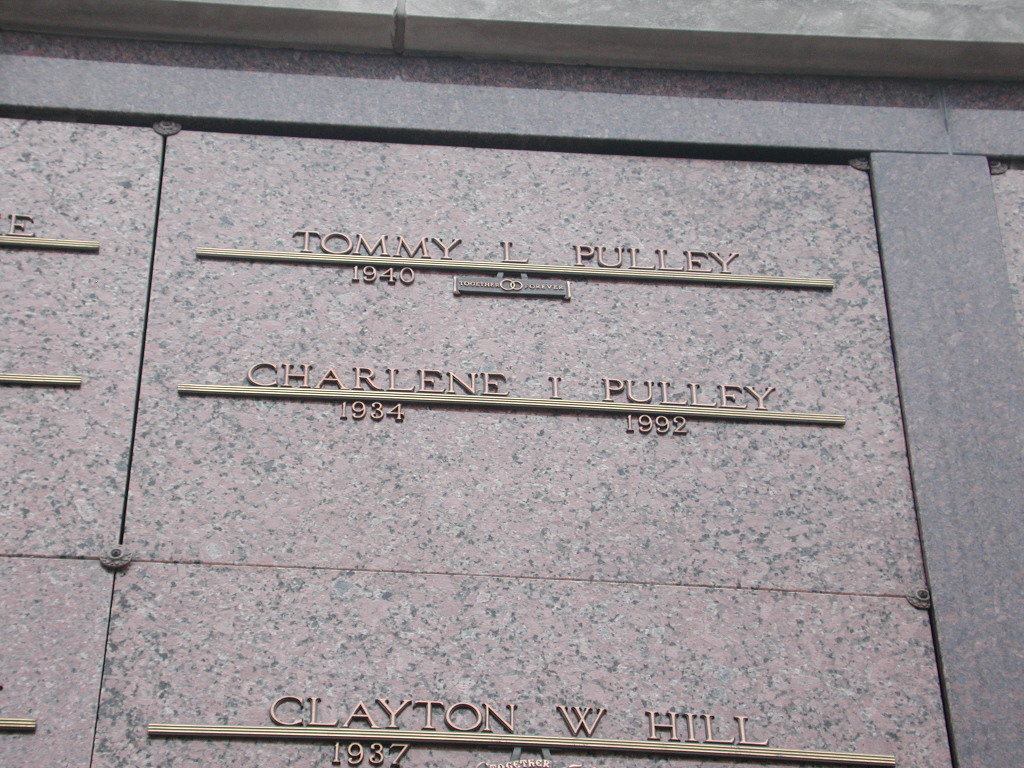 E
TOMMY L PULLEY
1940
TOGETHER FOREVER
CHARLENE I PULLEY
1934 1992
CLAYTON W HILL
1937
TOGETHER